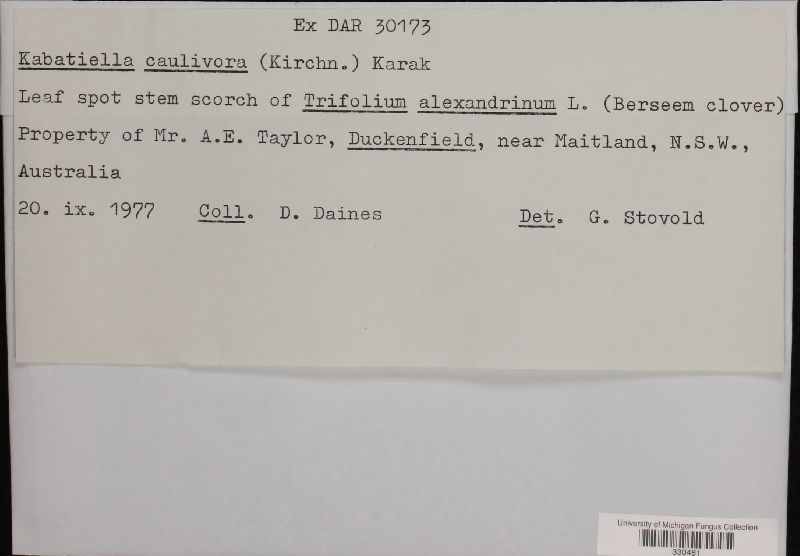 Ex DAR 30173
Kabatiella caulivora (Kirchn.) Karak
Leaf spot stem scorch of Trifolium alexandrinum L. (Berseem clover)
Property of Mr. A.E. Taylor, Duckenfield, near Maitland, N.S.W.,
Australia
20. ix. 1977 Coll. D. Daines Det. G. Stovold
University of Michigan Fungus Collection
330481